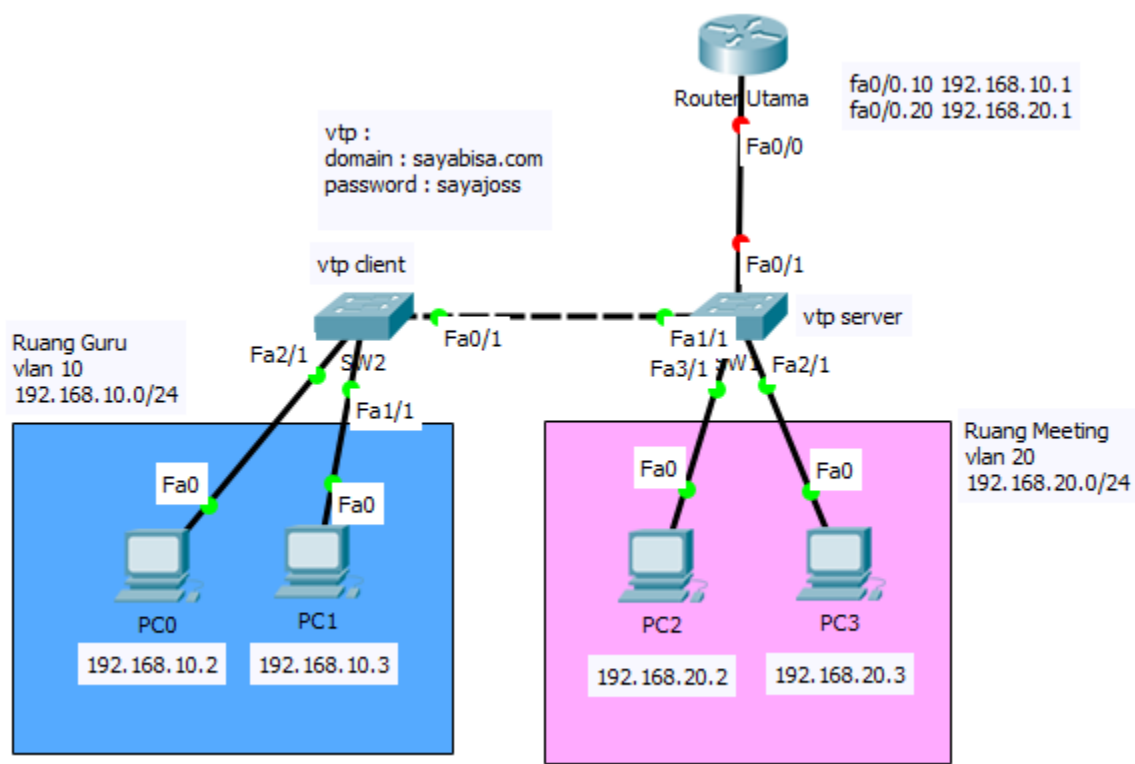 Router Utama
fa0/0.10 192.168.10.1
fa0/0.20 192.168.20.1
Fa0/0
vtp :
domain : sayabisa.com
password : sayajoss
Fa0/1
vtp client
vtp server
Fa0/1
Fa1/1
SW2
SW1
Fa2/1
Fa1/1
Fa3/1
Fa2/1
Ruang Guru
vlan 10
192.168.10.0/24
Ruang Meeting
vlan 20
192.168.20.0/24
Fa0
Fa0
Fa0
Fa0
PC0
PC1
PC2
PC3
192.168.10.2
192.168.10.3
192.168.20.2
192.168.20.3